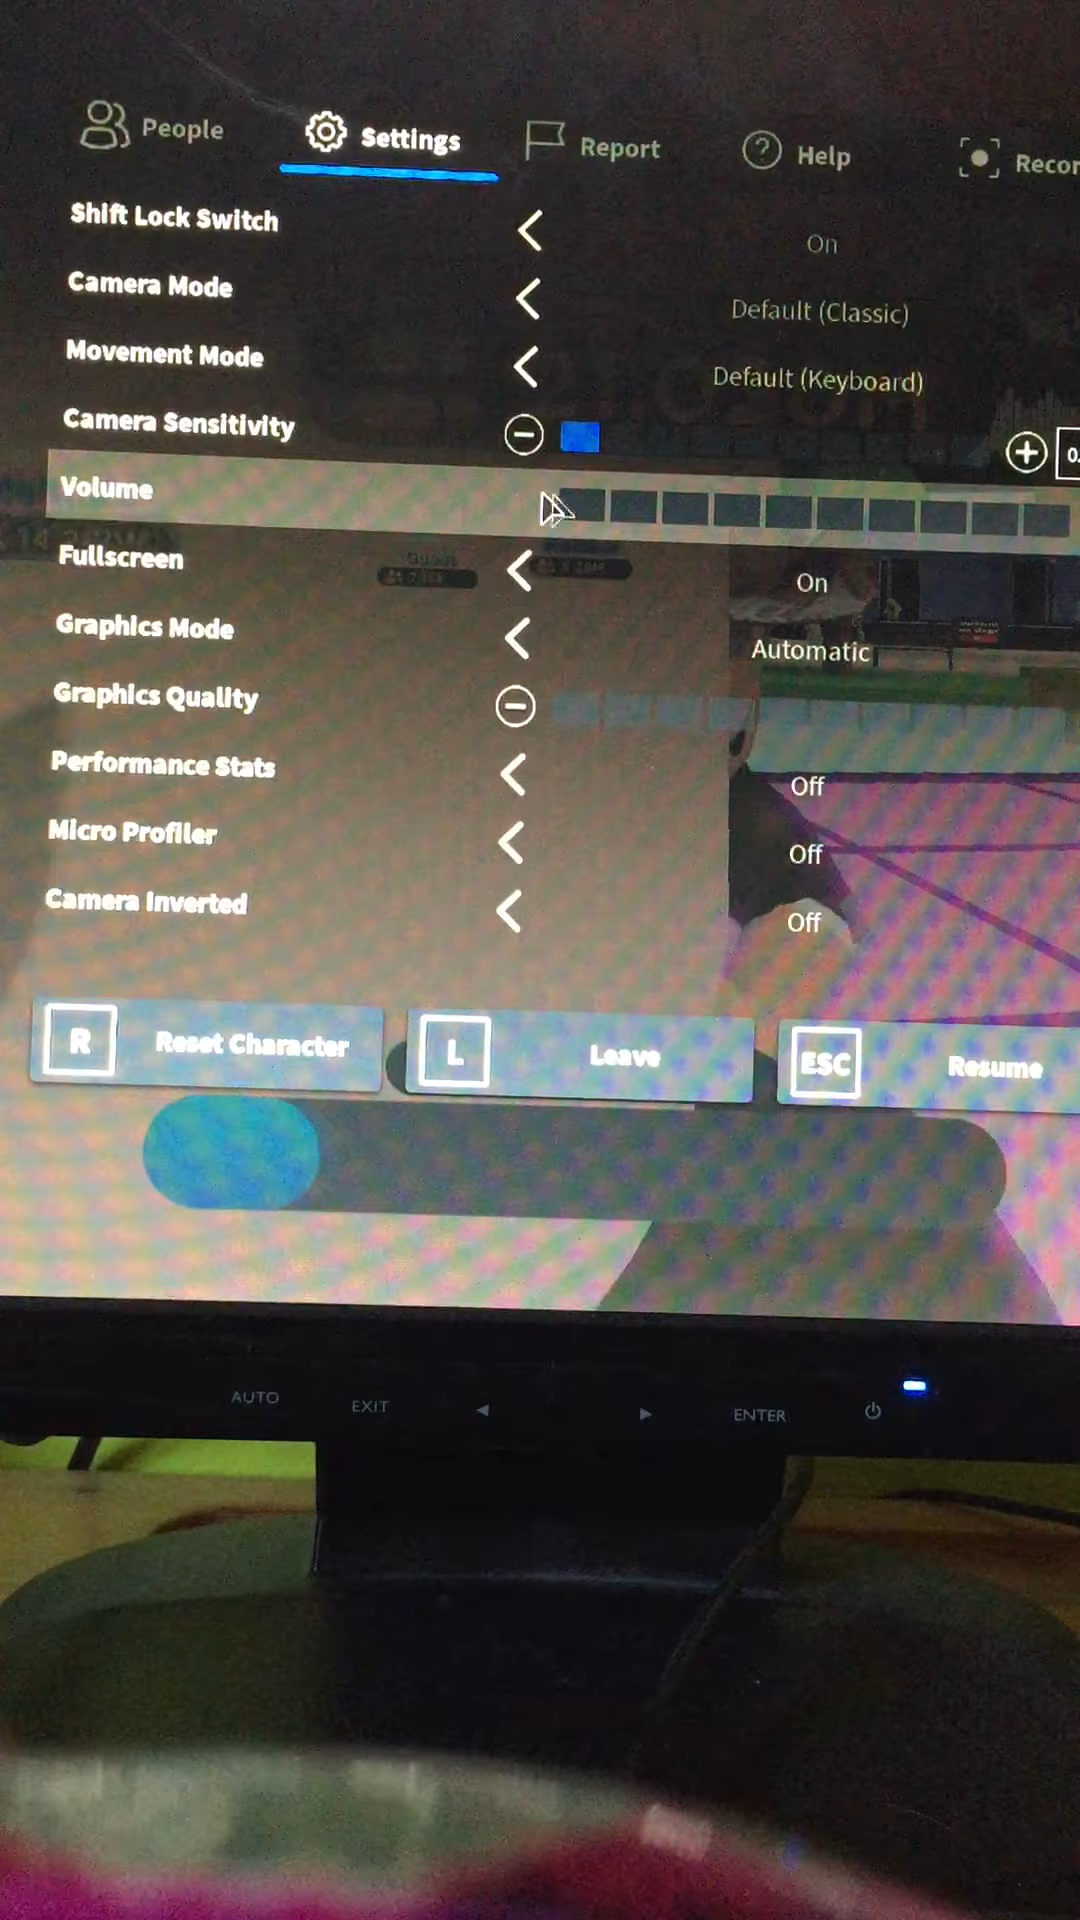 People
Settings
Report
Help
Recor
Shift Lock Switch
On
Camera Mode
Default (Classic)
Movement Mode
Default (Keyboard)
Camera Sensitivity
0.
Volume
Fullscreen
On
Graphics Mode
Automatic
Graphics Quality
Performance Stats
Off
Micro Profiler
Off
Camera Inverted
Off
R Reset Character
L Leave
ESC Resume
AUTO EXIT ENTER